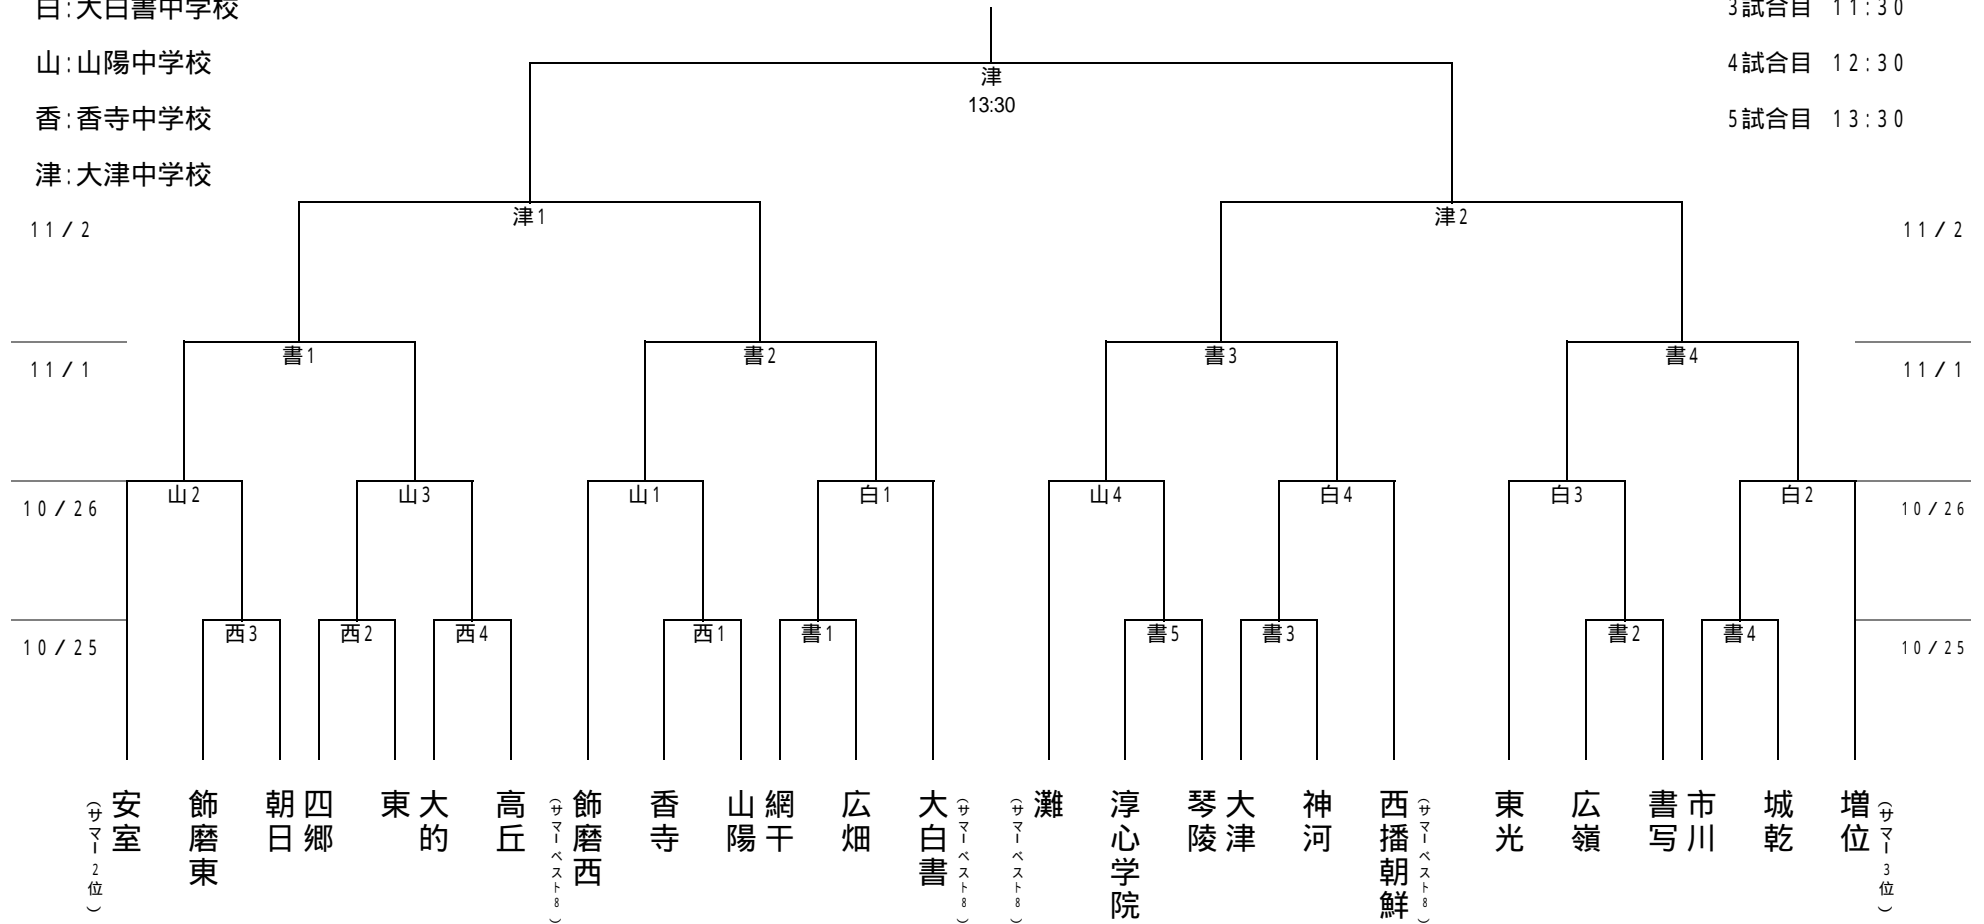 白:大白書中学校
3試合目 11:30
山:山陽中学校
4試合目 12:30
香:香寺中学校
5試合目 13:30
津:大津中学校
津
13:30
津1
津2
11/2
11/2
書1
書2
書3
書4
11/1
11/1
山2
山3
山1
白1
山4
白4
白3
白2
10/26
10/26
西3
西2
西4
西1
書1
書5
書3
書2
書4
10/25
10/25
(サマー2位)
安室
飾磨東
朝日
四郷
東
大的
高丘
(サマーベスト8)
飾磨西
香寺
山陽
網干
広畑
大白書
(サマーベスト8)
(サマーベスト8)
灘
淳心学院
琴陵
大津
神河
西播朝鮮
(サマーベスト8)
東光
広嶺
書写
市川
城乾
増位
(サマー3位)